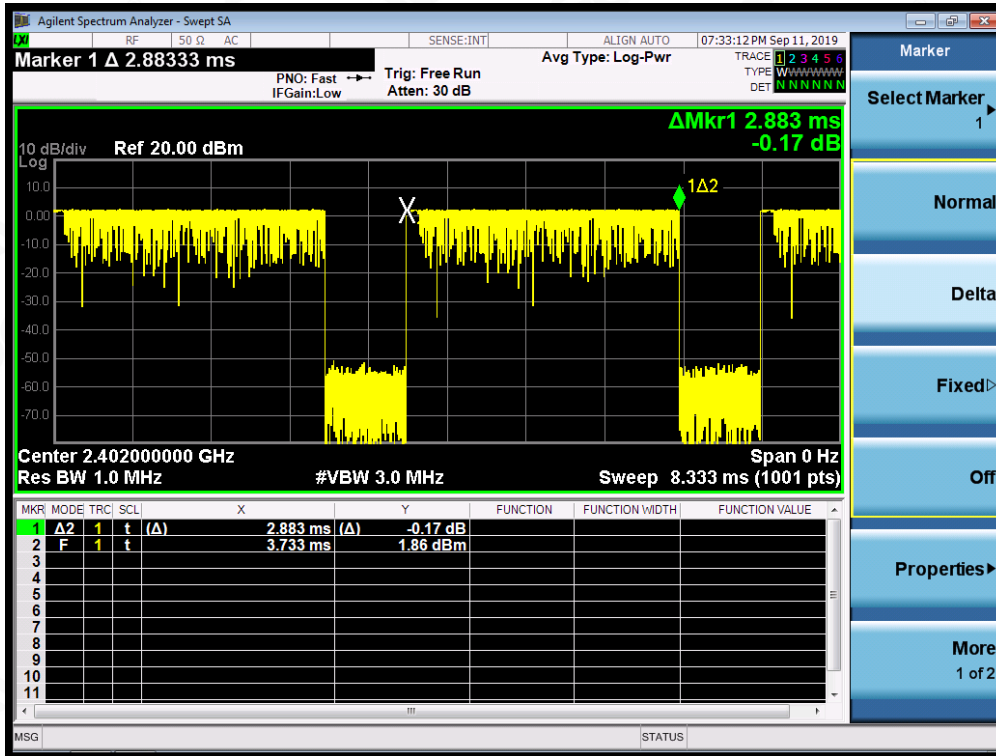 Agilent Spectrum Analyzer - Swept SA
LXI RF 50 Ω AC SENSE:INT ALIGN AUTO 07:33:12 PM Sep 11, 2019
Marker 1 Δ 2.88333 ms
PNO: Fast
IFGain:Low
Trig: Free Run
Atten: 30 dB
Avg Type: Log-Pwr
TRACE 1 2 3 4 5 6
TYPE WWWWWWW
DET N N N N N N
ΔMkr1 2.883 ms
-0.17 dB
10 dB/div Ref 20.00 dBm
Log
10.0
0.00
-10.0
-20.0
-30.0
-40.0
-50.0
-60.0
-70.0
X
1Δ2
Center 2.402000000 GHz Span 0 Hz
Res BW 1.0 MHz #VBW 3.0 MHz Sweep 8.333 ms (1001 pts)
MKR MODE TRC SCL X Y FUNCTION FUNCTION WIDTH FUNCTION VALUE
1 Δ2 1 t (Δ) 2.883 ms (Δ) -0.17 dB
2 F 1 t 3.733 ms 1.86 dBm
3
4
5
6
7
8
9
10
11
MSG STATUS
Marker
Select Marker
1
Normal
Delta
Fixed
Off
Properties
More
1 of 2